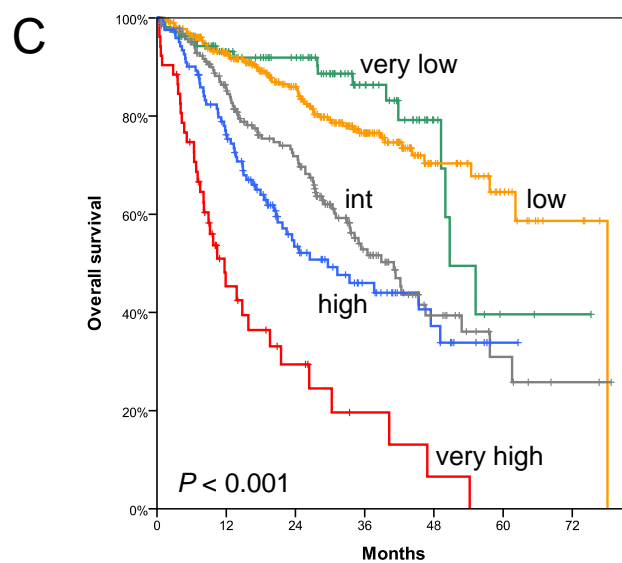 C
100%
80%
60%
40%
20%
0%
Overall survival
very low
low
int
high
very high
P < 0.001
0 12 24 36 48 60 72
Months